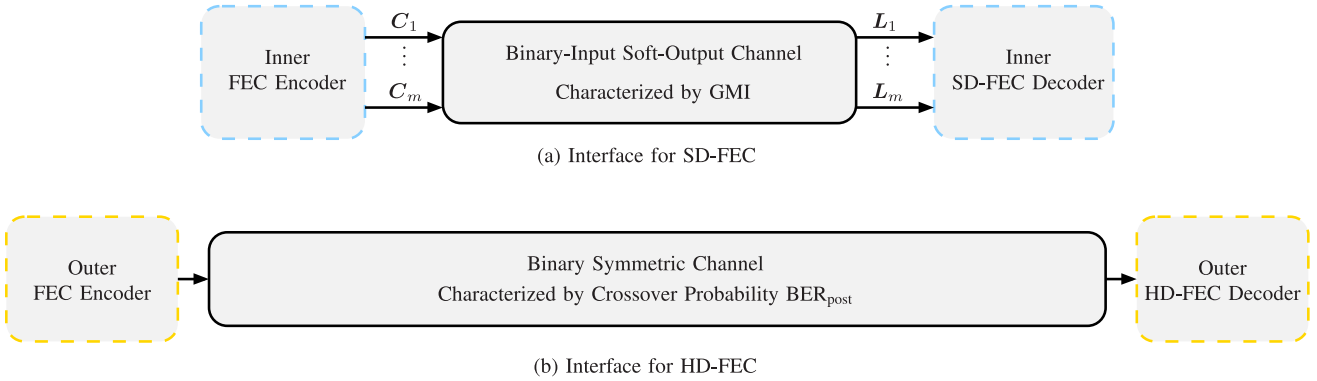 Inner
FEC Encoder
C₁
⋮
Cₘ
Binary-Input Soft-Output Channel
Characterized by GMI
L₁
⋮
Lₘ
Inner
SD-FEC Decoder
(a) Interface for SD-FEC
Outer
FEC Encoder
Binary Symmetric Channel
Characterized by Crossover Probability BER_post
Outer
HD-FEC Decoder
(b) Interface for HD-FEC